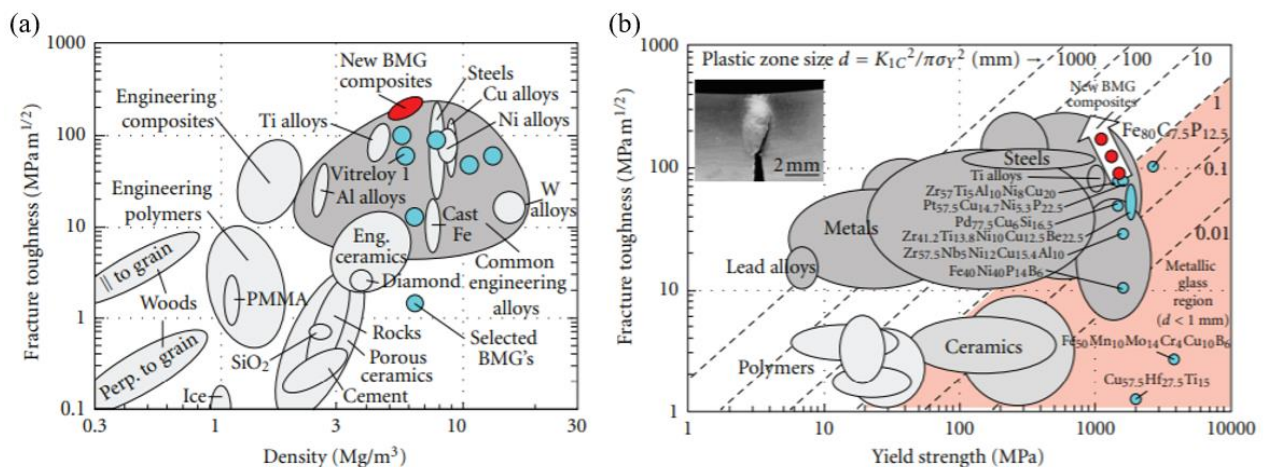 (a)
Fracture toughness (MPa m1/2)
1000
100
10
1
0.1
0.3
1
3
10
30
Density (Mg/m3)
New BMG
composites
Steels
Cu alloys
Ni alloys
Engineering
composites
Ti alloys
Vitreloy 1
Al alloys
Engineering
polymers
W
alloys
Cast
Fe
Eng.
ceramics
Diamond
Common
engineering
alloys
|| to grain
Woods
Perp. to grain
PMMA
Rocks
SiO2
Porous
ceramics
Cement
Selected
BMG's
Ice
(b)
Fracture toughness (MPa m1/2)
1000
100
10
1
1
10
100
1000
10000
Yield strength (MPa)
Plastic zone size d = K1C2/πσY2 (mm) →
1000
100
10
1
0.1
0.01
2 mm
New BMG
composites
Fe80C7.5P12.5
Steels
Ti alloys
Zr57Ti5Al10Ni8Cu20
Pt57.5Cu14.7Ni5.3P22.5
Pd77.5Cu6Si16.5
Zr41.2Ti13.8Ni10Cu12.5Be22.5
Zr57.5Nb5Ni12Cu15.4Al10
Fe40Ni40P14B6
Metals
Lead alloys
Metallic
glass
region
(d < 1 mm)
Fe50Mn10Mo14Cr4Cu10B6
Ceramics
Polymers
Cu57.5Hf27.5Ti15